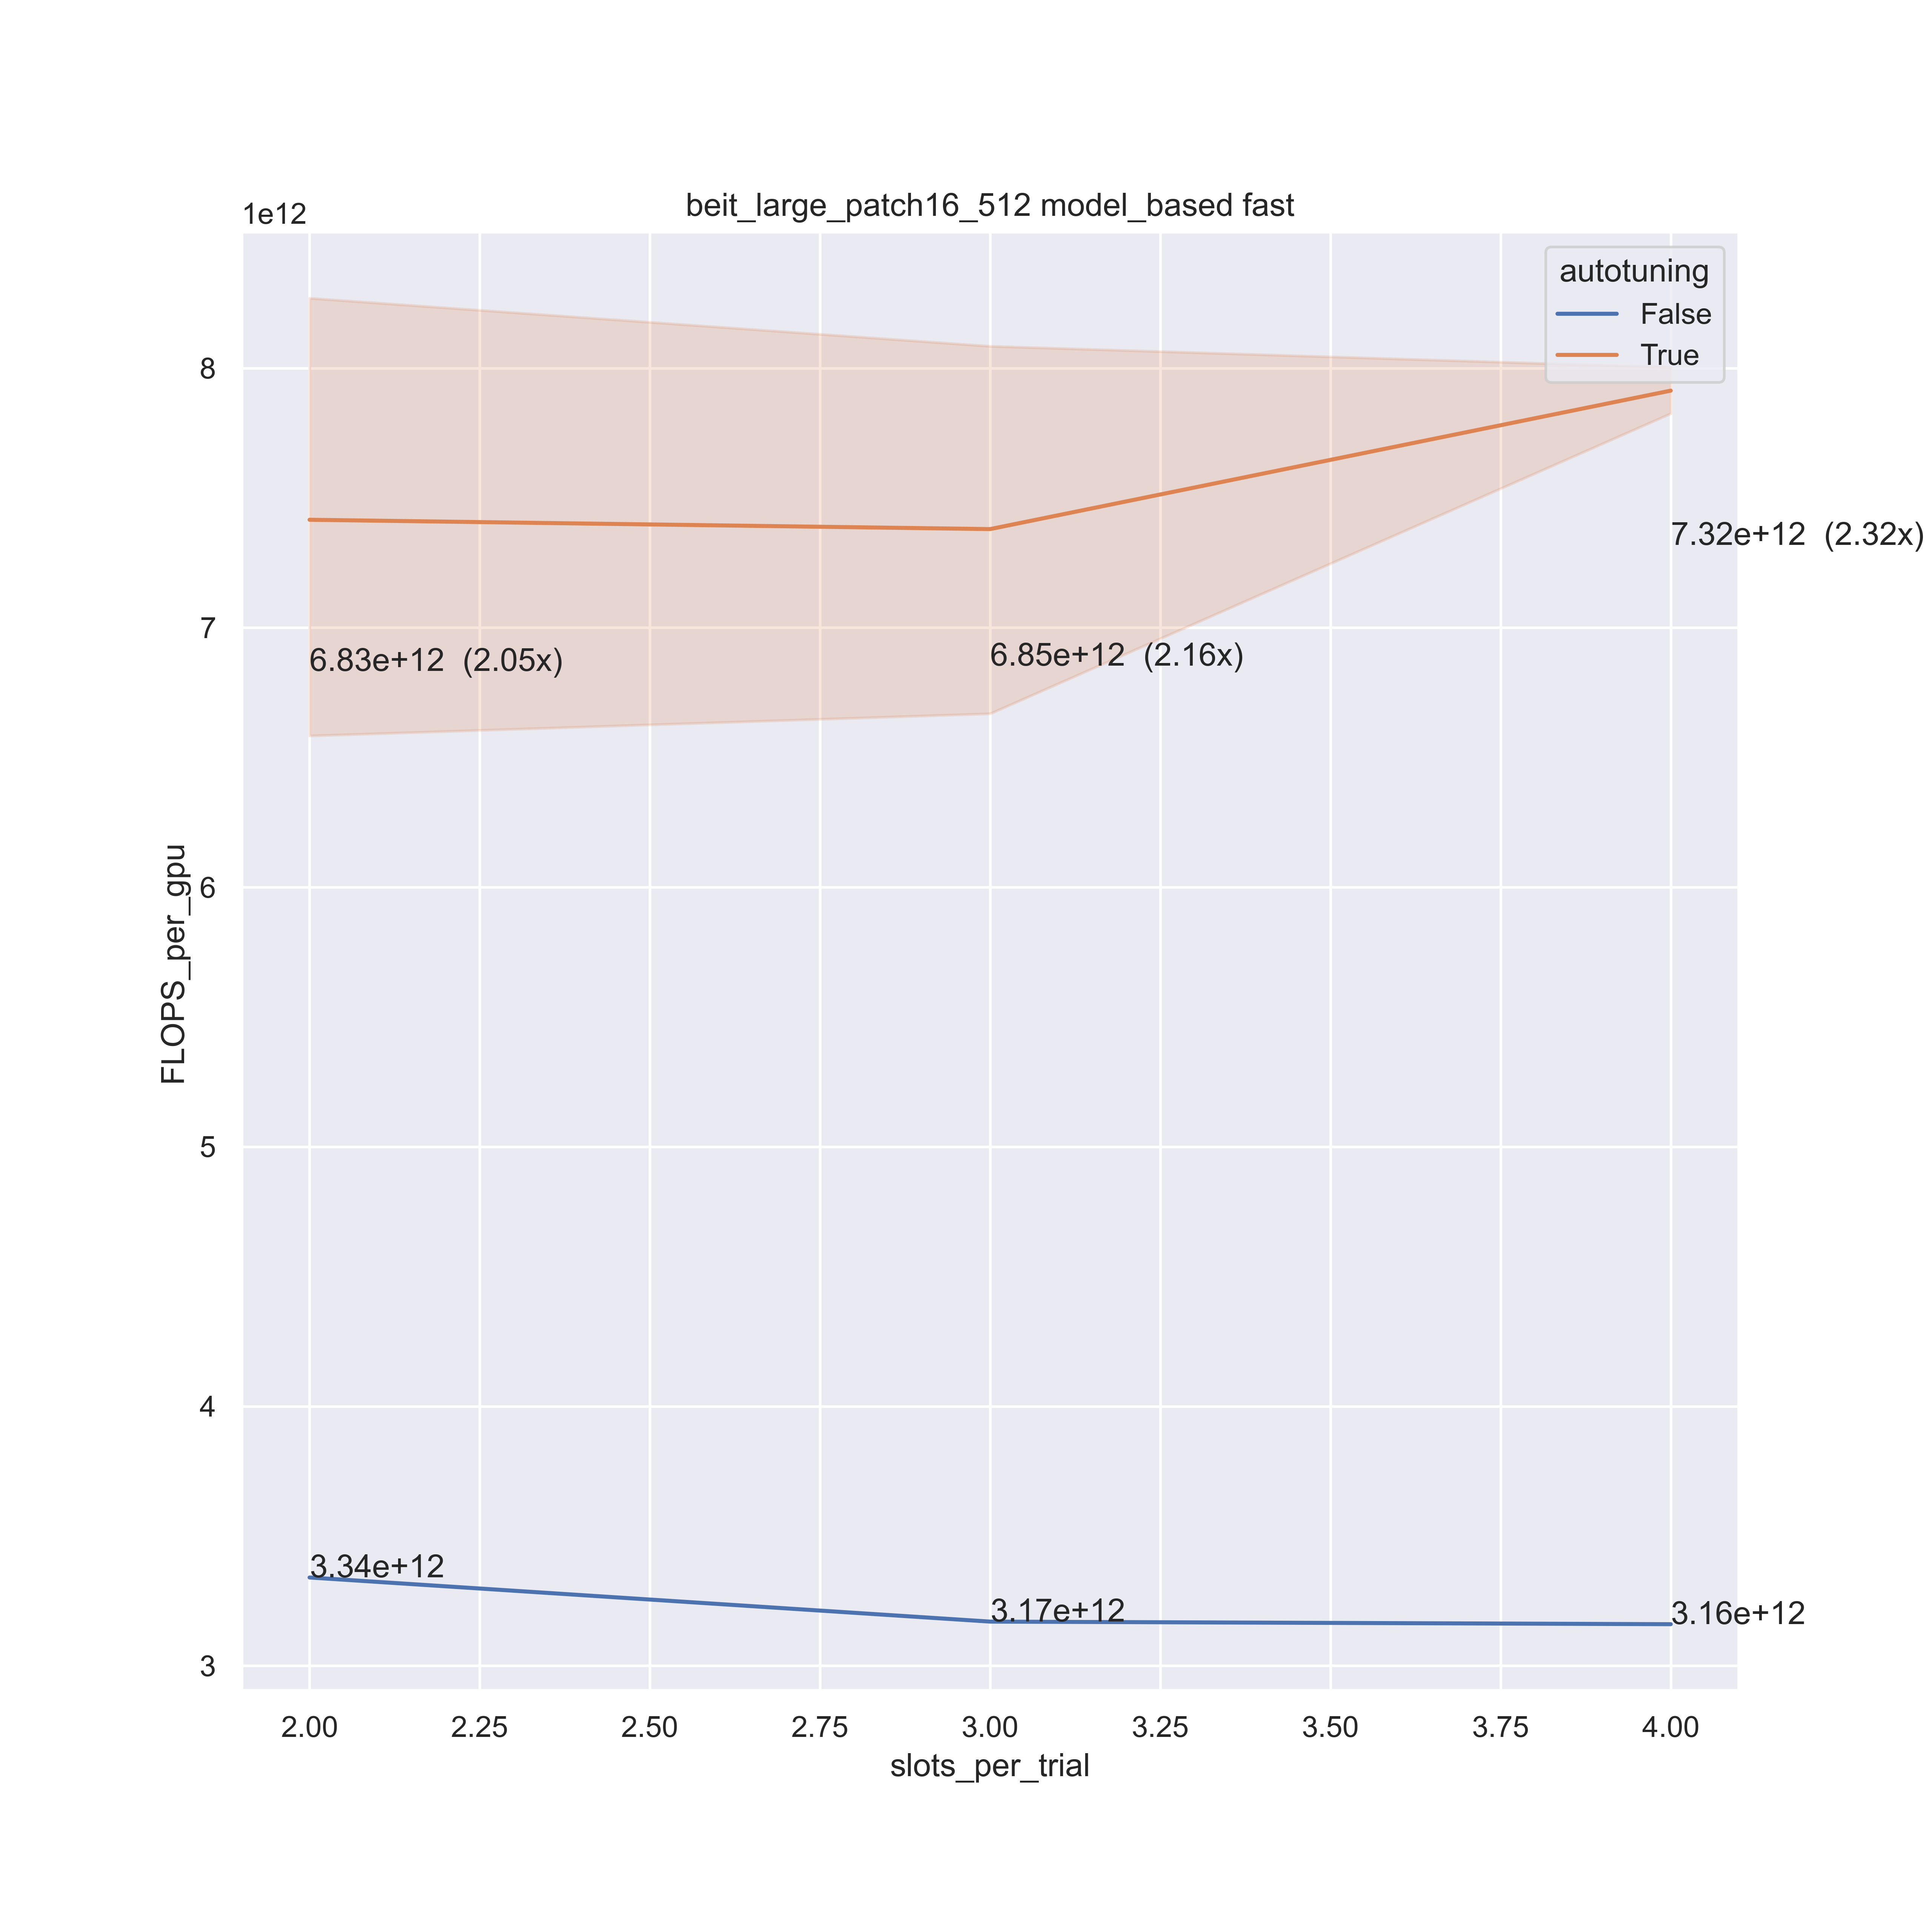 beit_large_patch16_512 model_based fast
1e12
autotuning
False
True
8
7.32e+12 (2.32x)
7
6.83e+12 (2.05x)
6.85e+12 (2.16x)
FLOPS_per_gpu
6
5
4
3.34e+12
3.17e+12
3.16e+12
3
2.00 2.25 2.50 2.75 3.00 3.25 3.50 3.75 4.00
slots_per_trial